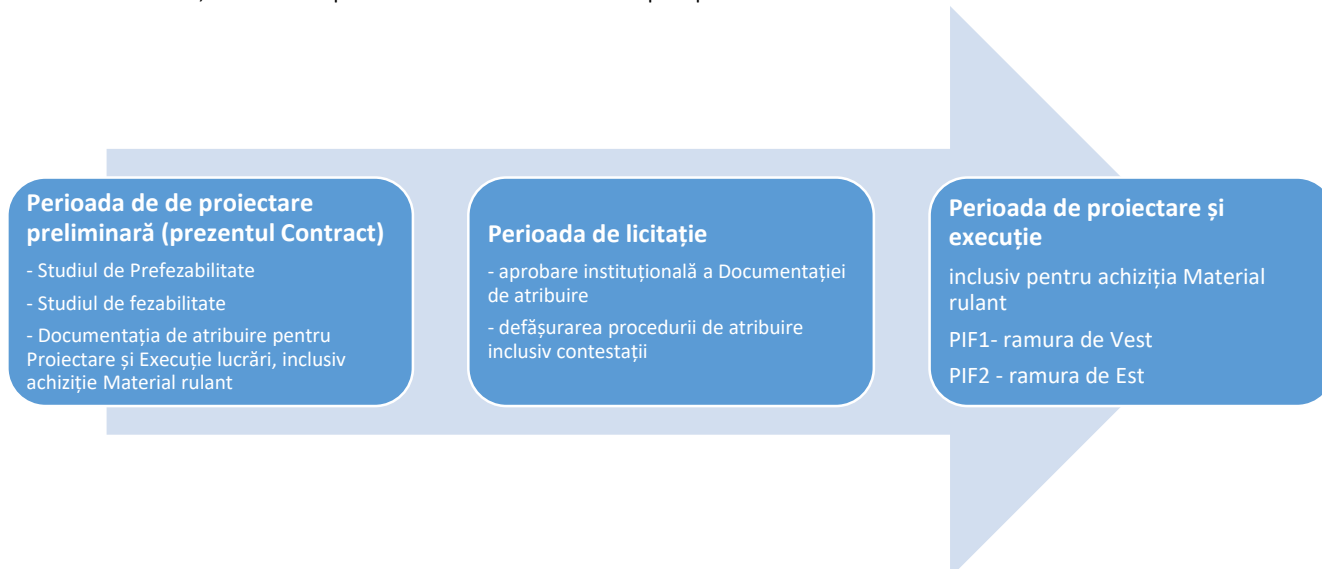 Perioada de de proiectare
preliminară (prezentul Contract)
- Studiul de Prefezabilitate
- Studiul de fezabilitate
- Documentația de atribuire pentru
Proiectare și Execuție lucrări, inclusiv
achiziție Material rulant
Perioada de licitație
- aprobare instituțională a Documentației
de atribuire
- defășurarea procedurii de atribuire
inclusiv contestații
Perioada de proiectare și
execuție
inclusiv pentru achiziția Material
rulant
PIF1- ramura de Vest
PIF2 - ramura de Est